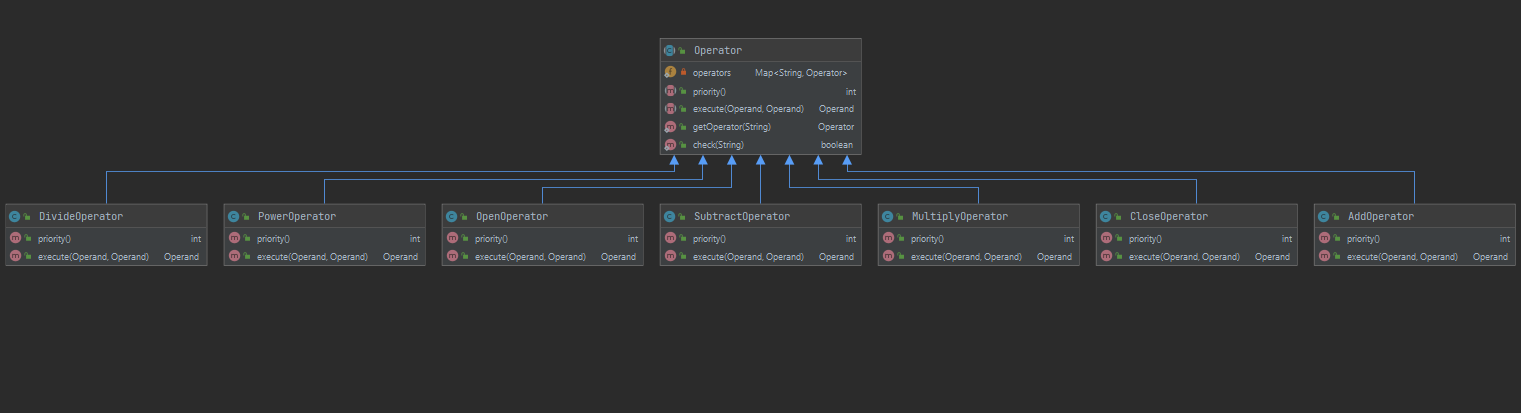 Operator
operators Map<String, Operator>
priority() int
execute(Operand, Operand) Operand
getOperator(String) Operator
check(String) boolean
DivideOperator
priority() int
execute(Operand, Operand) Operand
PowerOperator
priority() int
execute(Operand, Operand) Operand
OpenOperator
priority() int
execute(Operand, Operand) Operand
SubtractOperator
priority() int
execute(Operand, Operand) Operand
MultiplyOperator
priority() int
execute(Operand, Operand) Operand
CloseOperator
priority() int
execute(Operand, Operand) Operand
AddOperator
priority() int
execute(Operand, Operand) Operand